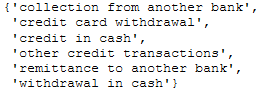 {'collection from another bank',
'credit card withdrawal',
'credit in cash',
'other credit transactions',
'remittance to another bank',
'withdrawal in cash'}